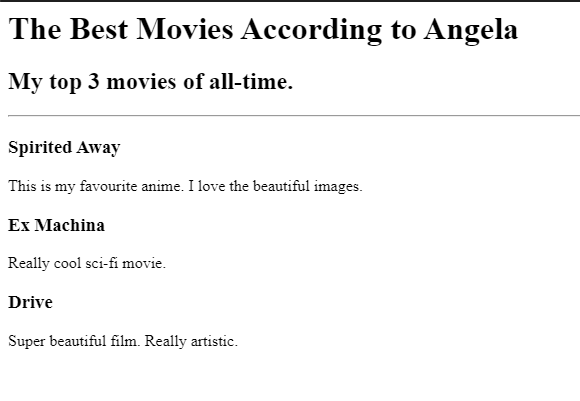 The Best Movies According to Angela
My top 3 movies of all-time.
Spirited Away
This is my favourite anime. I love the beautiful images.
Ex Machina
Really cool sci-fi movie.
Drive
Super beautiful film. Really artistic.